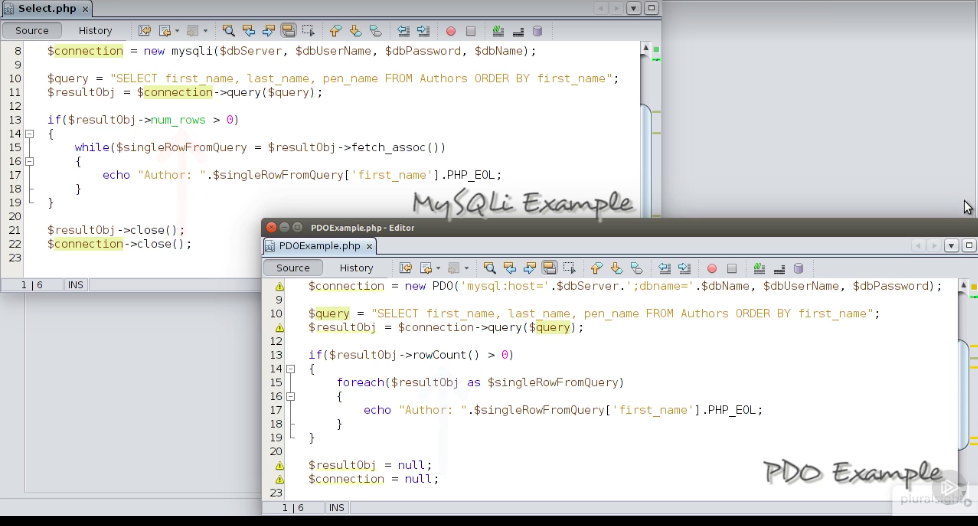 Select.php
Source History
8 $connection = new mysqli($dbServer, $dbUserName, $dbPassword, $dbName);
9
10 $query = "SELECT first_name, last_name, pen_name FROM Authors ORDER BY first_name";
11 $resultObj = $connection->query($query);
12
13 if($resultObj->num_rows > 0)
14 {
15 while($singleRowFromQuery = $resultObj->fetch_assoc())
16 {
17 echo "Author: ".$singleRowFromQuery['first_name'].PHP_EOL;
18 }
19 }
20
21 $resultObj->close();
22 $connection->close();
23
MySQLi Example
1 | 6 INS
PDOExample.php - Editor
PDOExample.php
Source History
$connection = new PDO('mysql:host='.$dbServer.';dbname='.$dbName, $dbUserName, $dbPassword);
9
10 $query = "SELECT first_name, last_name, pen_name FROM Authors ORDER BY first_name";
$resultObj = $connection->query($query);
12
13 if($resultObj->rowCount() > 0)
14 {
15 foreach($resultObj as $singleRowFromQuery)
16 {
17 echo "Author: ".$singleRowFromQuery['first_name'].PHP_EOL;
18 }
19 }
20
$resultObj = null;
$connection = null;
23
PDO Example
pluralsight
1 | 6 INS